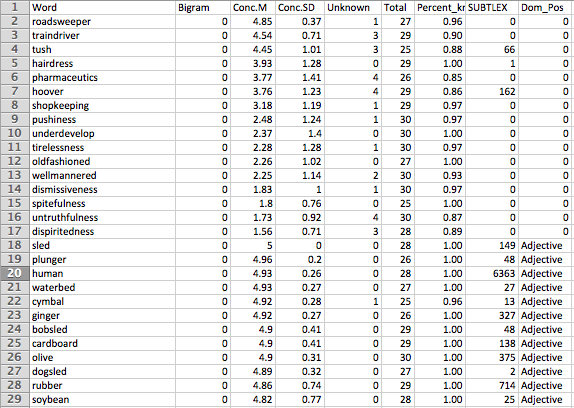 1 Word Bigram Conc.M Conc.SD Unknown Total Percent_kr SUBTLEX Dom_Pos
2 roadsweeper 0 4.85 0.37 1 27 0.96 0 0
3 traindriver 0 4.54 0.71 3 29 0.90 0 0
4 tush 0 4.45 1.01 3 25 0.88 66 0
5 hairdress 0 3.93 1.28 0 29 1.00 1 0
6 pharmaceutics 0 3.77 1.41 4 26 0.85 0 0
7 hoover 0 3.76 1.23 4 29 0.86 162 0
8 shopkeeping 0 3.18 1.19 1 29 0.97 0 0
9 pushiness 0 2.48 1.24 1 30 0.97 0 0
10 underdevelop 0 2.37 1.4 0 30 1.00 0 0
11 tirelessness 0 2.28 1.28 1 30 0.97 0 0
12 oldfashioned 0 2.26 1.02 0 27 1.00 0 0
13 wellmannered 0 2.25 1.14 2 30 0.93 0 0
14 dismissiveness 0 1.83 1 1 30 0.97 0 0
15 spitefulness 0 1.8 0.76 0 25 1.00 0 0
16 untruthfulness 0 1.73 0.92 4 30 0.87 0 0
17 dispiritedness 0 1.56 0.71 3 28 0.89 0 0
18 sled 0 5 0 0 28 1.00 149 Adjective
19 plunger 0 4.96 0.2 0 26 1.00 48 Adjective
20 human 0 4.93 0.26 0 28 1.00 6363 Adjective
21 waterbed 0 4.93 0.27 0 27 1.00 27 Adjective
22 cymbal 0 4.92 0.28 1 25 0.96 13 Adjective
23 ginger 0 4.92 0.27 0 26 1.00 327 Adjective
24 bobsled 0 4.9 0.41 0 29 1.00 48 Adjective
25 cardboard 0 4.9 0.41 0 29 1.00 138 Adjective
26 olive 0 4.9 0.31 0 30 1.00 375 Adjective
27 dogsled 0 4.89 0.32 0 27 1.00 2 Adjective
28 rubber 0 4.86 0.74 0 29 1.00 714 Adjective
29 soybean 0 4.82 0.77 0 28 1.00 25 Adjective